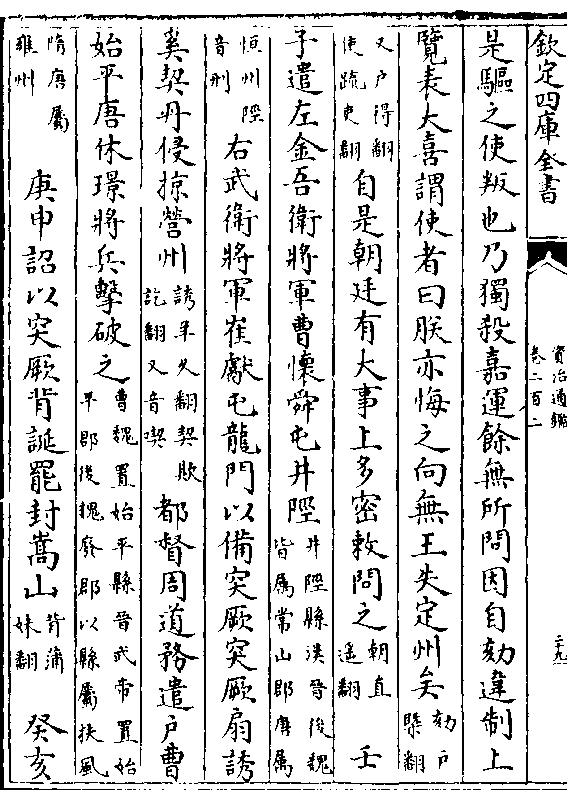 欽定四庫全書
資治通鑑
卷二百二
二十九
是驅之使叛也乃獨殺嘉運餘無所問因自劾違制上
覽表大喜謂使者曰朕亦悔之向無王失定州矣劾戶槩翻
又戶得翻使疏吏翻自是朝廷有大事上多密敕問之朝直遥翻壬
子遣左金吾衛將軍曹懷舜屯井陘井陘縣漢晉後魏皆屬常山郡唐屬
恒州陘音刑右武衛將軍崔獻屯龍門以備突厥突厥扇誘
奚契丹侵掠營州誘羊久翻契欺訖翻又音喫都督周道務遣戶曹
始平唐休璟將兵擊破之曹魏置始平縣晉武帝置始平郡後魏廢郡以縣屬扶風
隋唐屬雍州庚申詔以突厥背誕罷封嵩山背蒲妹翻癸亥